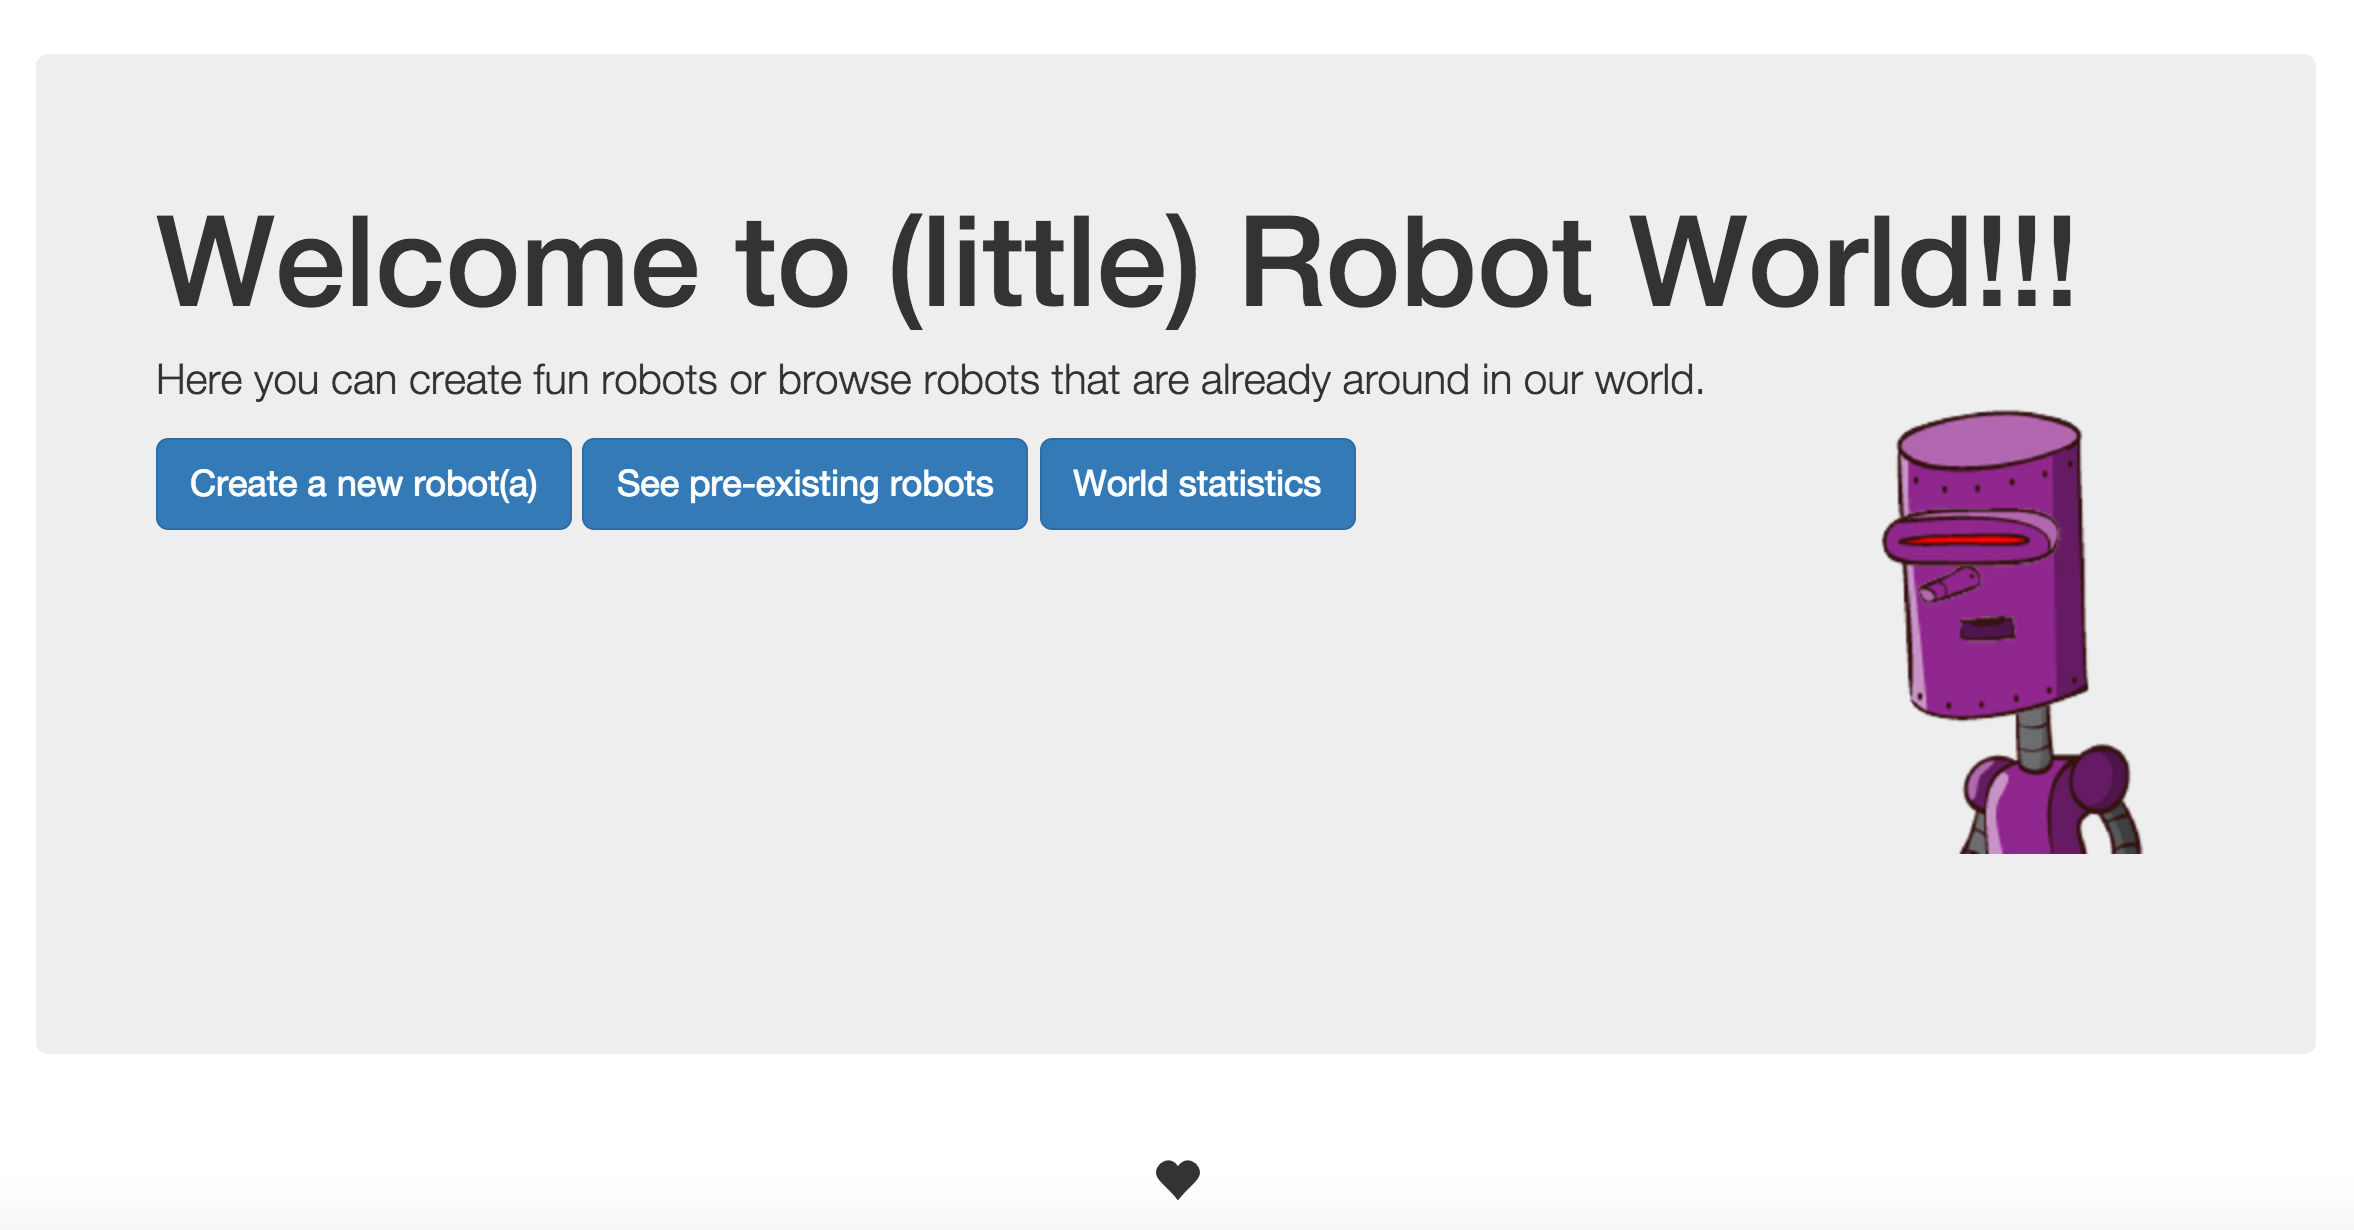 Welcome to (little) Robot World!!!
Here you can create fun robots or browse robots that are already around in our world.
Create a new robot(a) See pre-existing robots World statistics